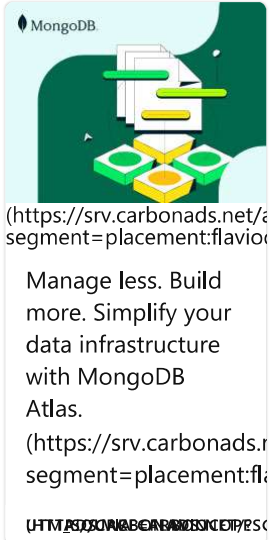 MongoDB.
(https://srv.carbonads.net/a
segment=placement:flavio
Manage less. Build
more. Simplify your
data infrastructure
with MongoDB
Atlas.
(https://srv.carbonads.n
segment=placement:fla